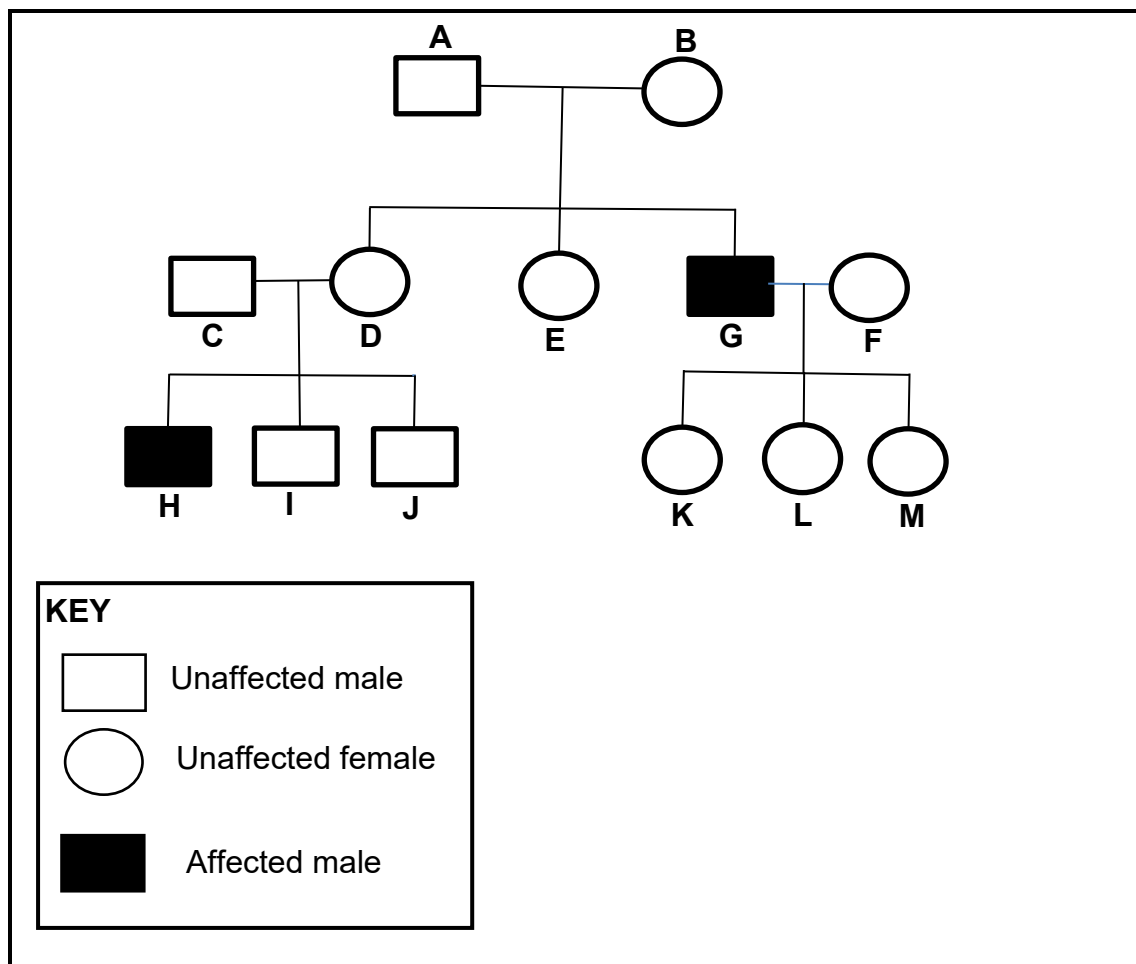 A B
C D E G F
H I J K L M
KEY
Unaffected male
Unaffected female
Affected male